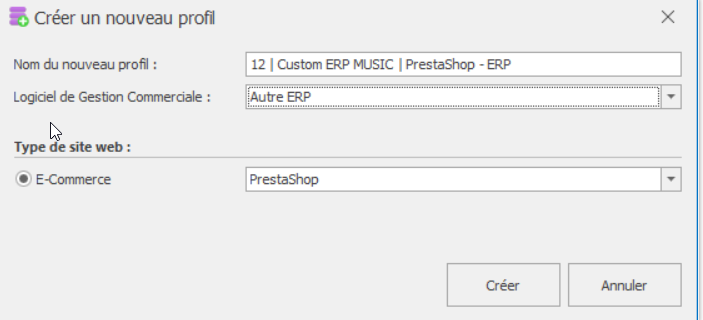 Créer un nouveau profil
Nom du nouveau profil : 12 | Custom ERP MUSIC | PrestaShop - ERP
Logiciel de Gestion Commerciale : Autre ERP
Type de site web :
E-Commerce PrestaShop
Créer Annuler